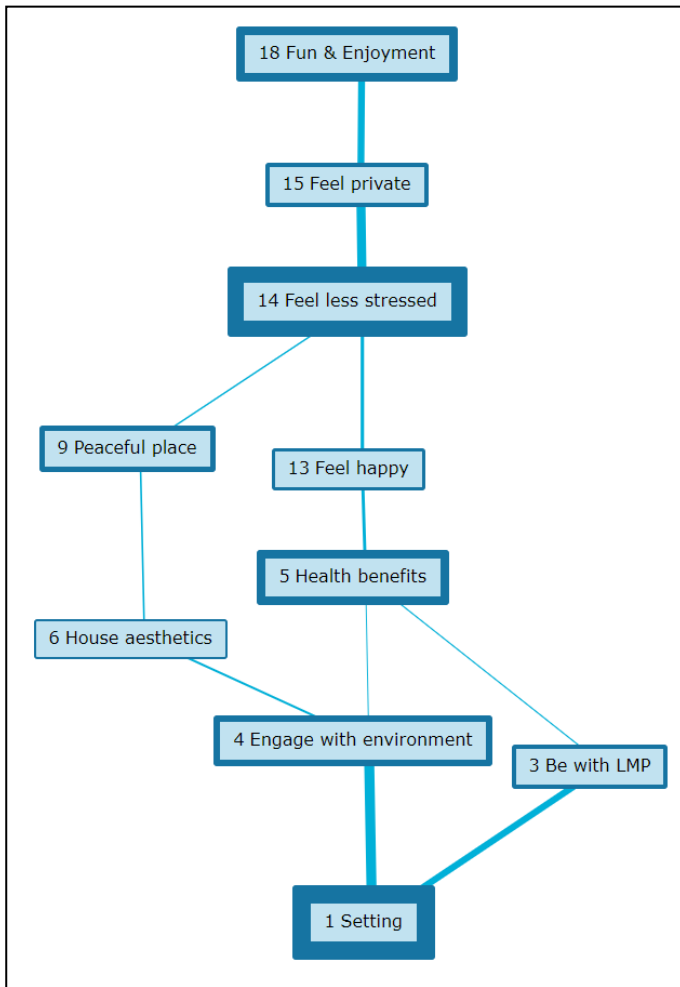 18 Fun & Enjoyment
15 Feel private
14 Feel less stressed
9 Peaceful place
13 Feel happy
5 Health benefits
6 House aesthetics
4 Engage with environment
3 Be with LMP
1 Setting